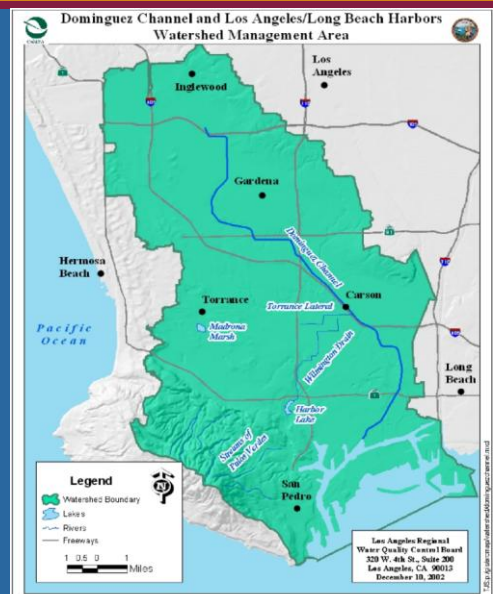 Dominguez Channel and Los Angeles/Long Beach Harbors
Watershed Management Area
Los
Angeles
Inglewood
Gardena
Dominguez Channel
Hermosa
Beach
Torrance
Torrance Lateral
Carson
Madrona
Marsh
Pacific
Ocean
Wilmington Drain
Long
Beach
Harbor
Lake
Streams of
Palos Verdes
San
Pedro
Legend
Watershed Boundary
Lakes
Rivers
Freeways
1 0.5 0 1
Miles
Los Angeles Regional
Water Quality Control Board
320 W. 4th St., Suite 200
Los Angeles, CA 90013
December 10, 2002